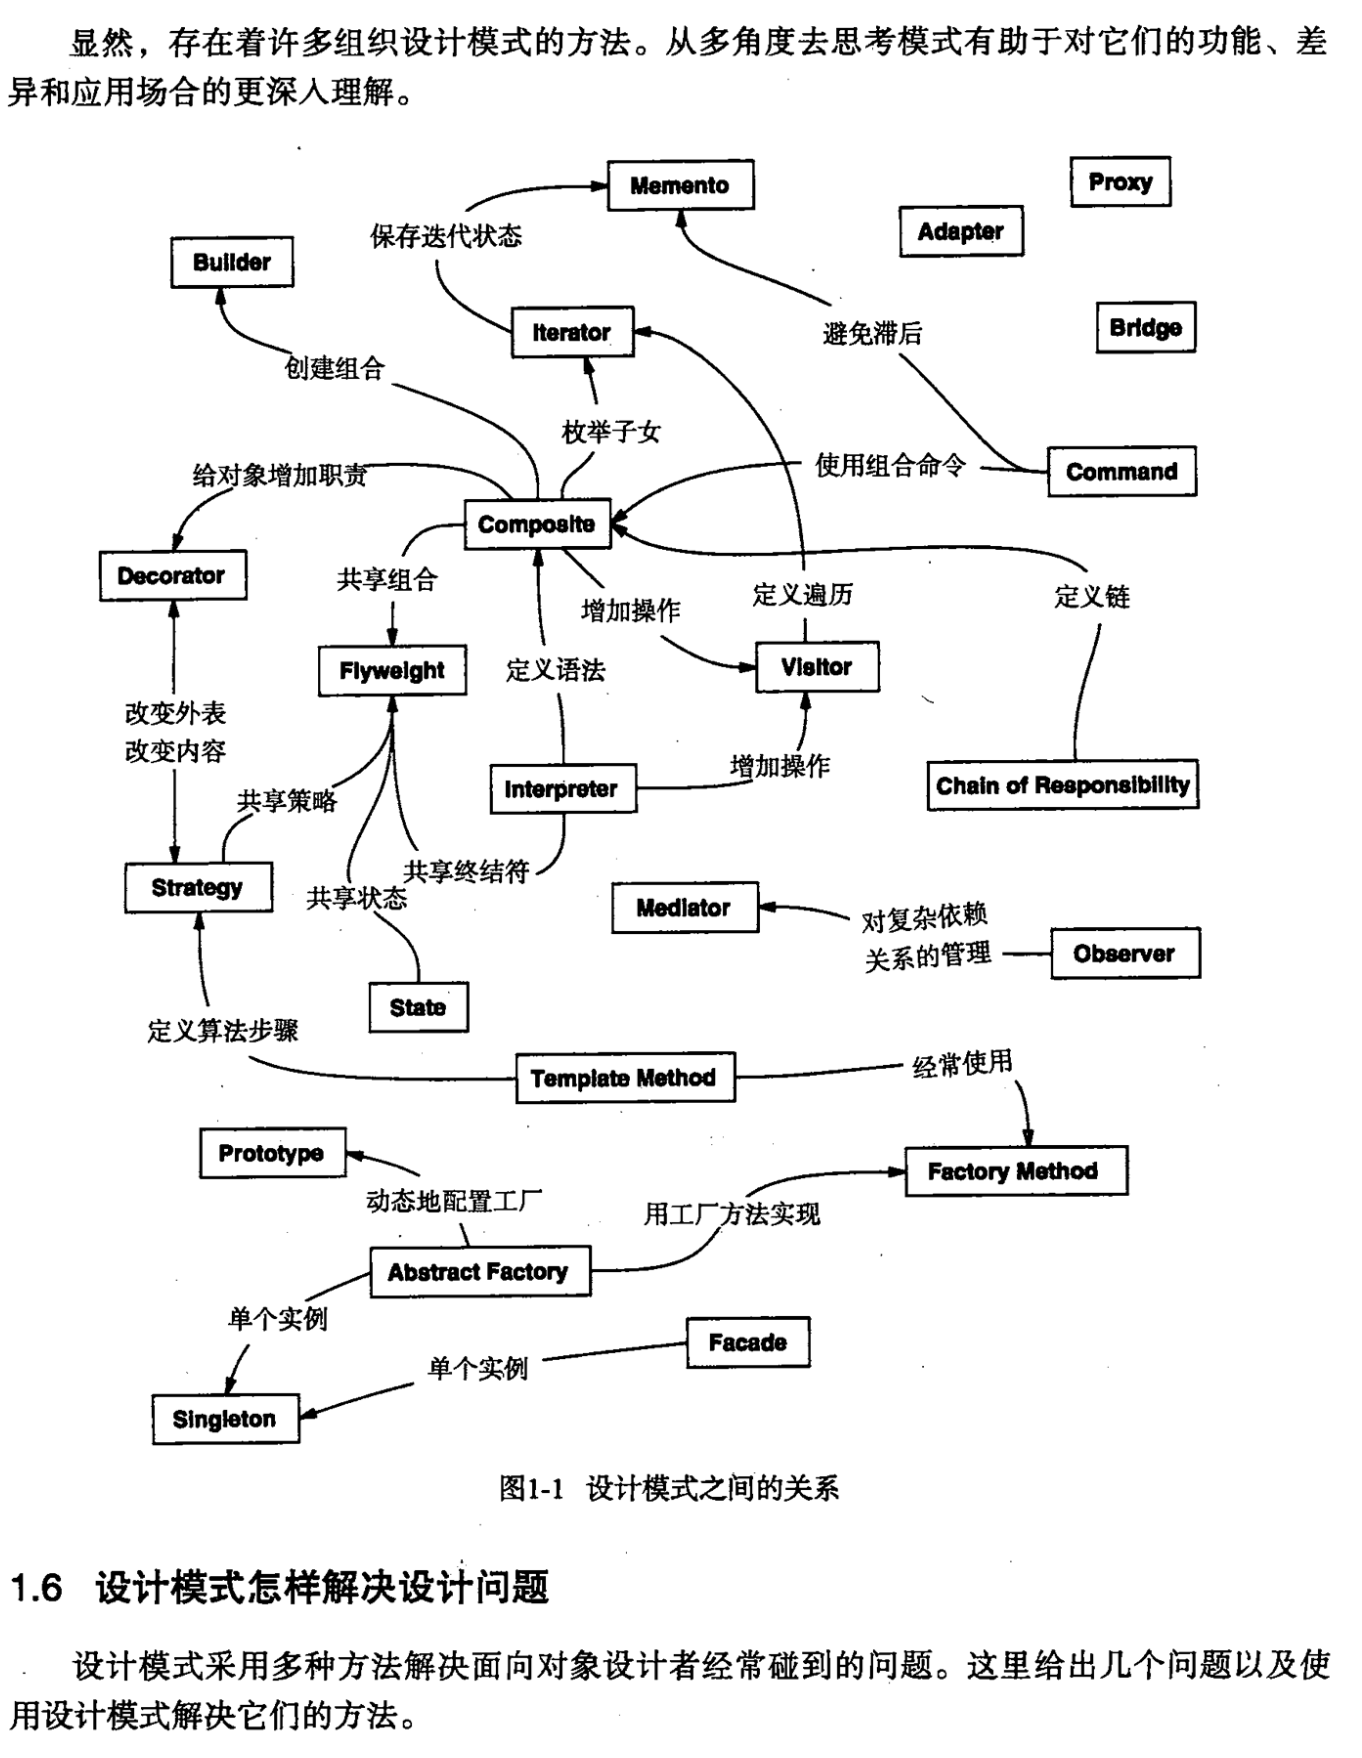 显然，存在着许多组织设计模式的方法。从多角度去思考模式有助于对它们的功能、差
异和应用场合的更深入理解。
Memento
Proxy
Adapter
保存迭代状态
Builder
Iterator
避免滞后
Bridge
创建组合
枚举子女
给对象增加职责
使用组合命令
Command
Composite
Decorator
共享组合
增加操作
定义遍历
定义链
Flyweight
定义语法
Visitor
改变外表
改变内容
增加操作
Interpreter
Chain of Responsibility
共享策略
共享终结符
Strategy
共享状态
Mediator
对复杂依赖
关系的管理
Observer
State
定义算法步骤
Template Method
经常使用
Prototype
Factory Method
动态地配置工厂
用工厂方法实现
Abstract Factory
单个实例
Facade
单个实例
Singleton
图1-1 设计模式之间的关系
1.6 设计模式怎样解决设计问题
设计模式采用多种方法解决面向对象设计者经常碰到的问题。这里给出几个问题以及使
用设计模式解决它们的方法。